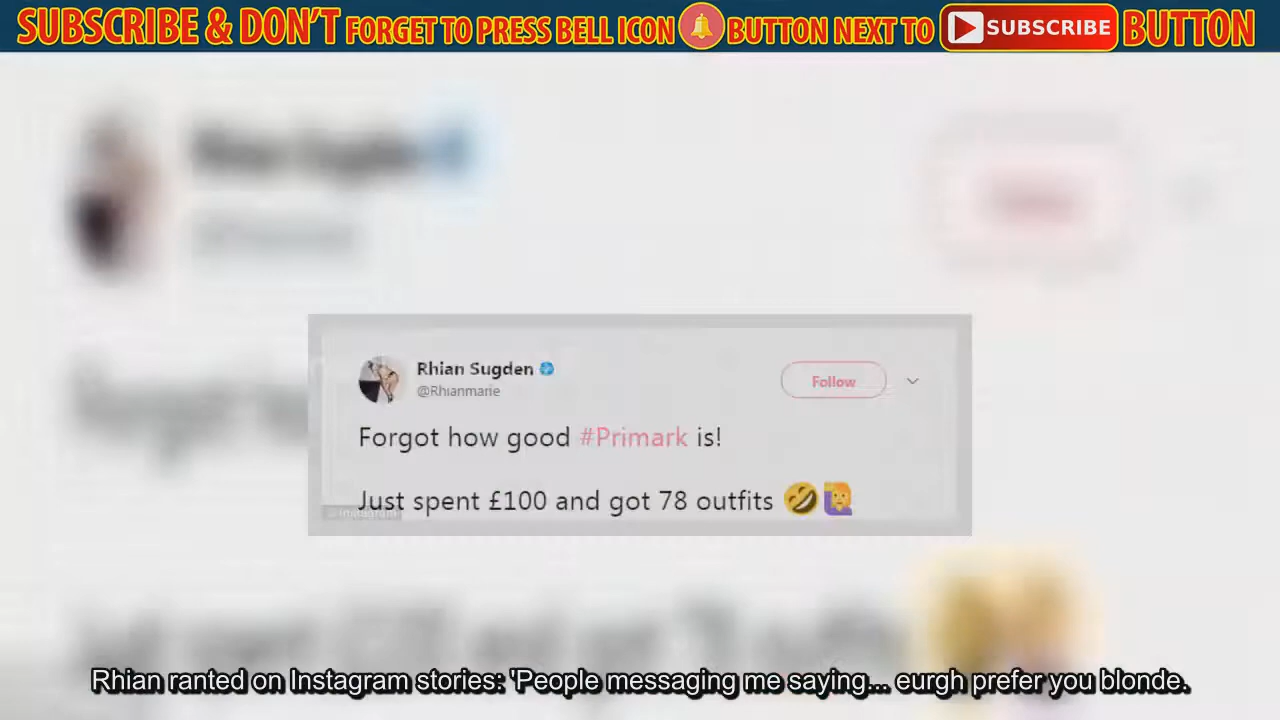 SUBSCRIBE & DON'T FORGET TO PRESS BELL ICON BUTTON NEXT TO SUBSCRIBE BUTTON
Rhian Sugden
@Rhianmarie
Follow
Forgot how good #Primark is!
Just spent £100 and got 78 outfits 🤣🙋
@Instagram
Rhian ranted on Instagram stories: 'People messaging me saying... eurgh prefer you blonde.